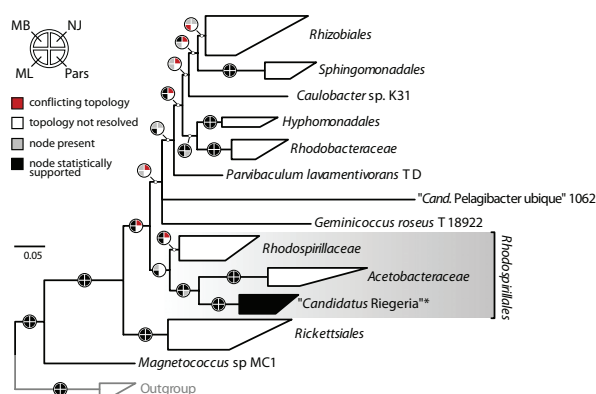 MB NJ
ML Pars
conflicting topology
topology not resolved
node present
node statistically
supported
0.05
Rhizobiales
Sphingomonadales
Caulobacter sp. K31
Hyphomonadales
Rhodobacteraceae
Parvibaculum lavamentivorans T D
"Cand. Pelagibacter ubique" 1062
Geminicoccus roseus T 18922
Rhodospirillaceae
Acetobacteraceae
"Candidatus Riegeria"*
Rhodospirillales
Rickettsiales
Magnetococcus sp MC1
Outgroup